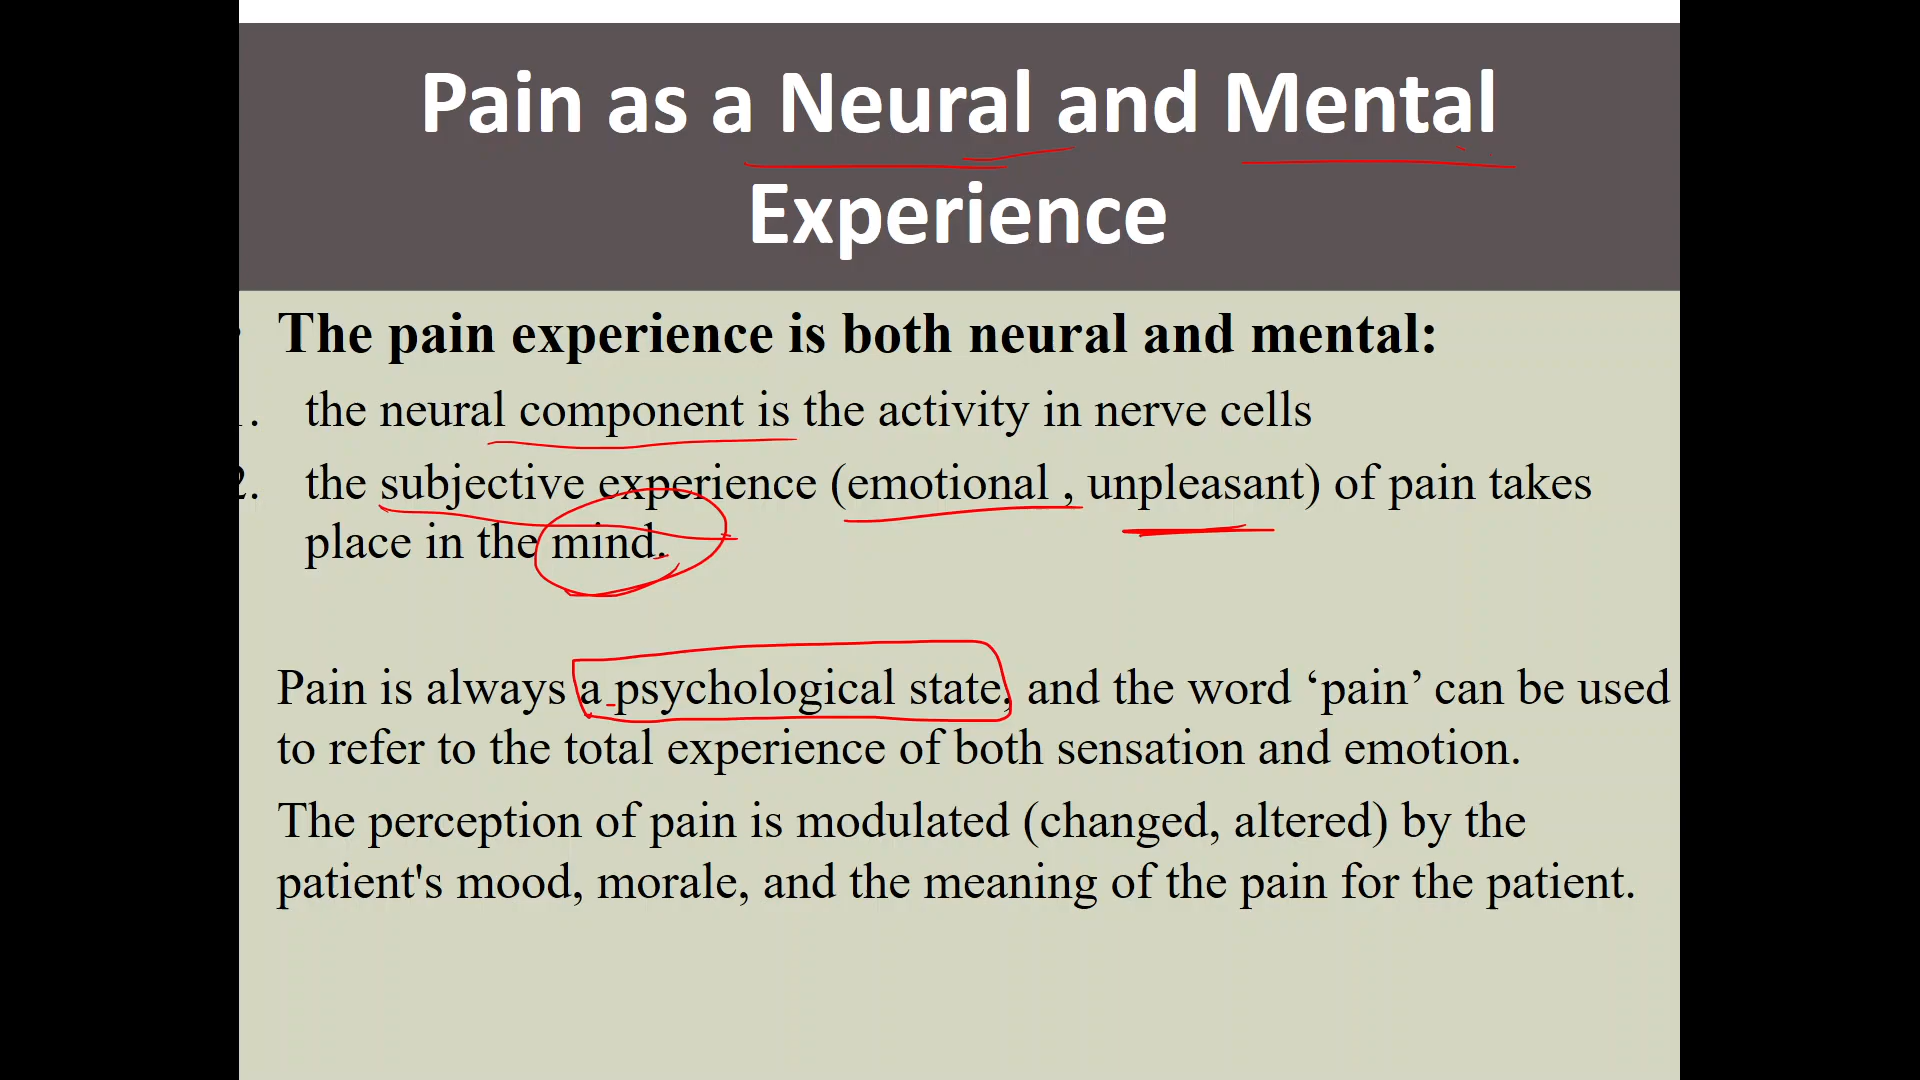 Pain as a Neural and Mental
Experience
• The pain experience is both neural and mental:
1. the neural component is the activity in nerve cells
2. the subjective experience (emotional , unpleasant) of pain takes
place in the mind.
Pain is always a psychological state, and the word ‘pain’ can be used
to refer to the total experience of both sensation and emotion.
The perception of pain is modulated (changed, altered) by the
patient's mood, morale, and the meaning of the pain for the patient.